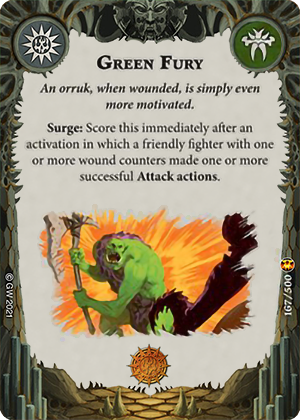 GREEN FURY
An orruk, when wounded, is simply even
more motivated.
Surge: Score this immediately after an
activation in which a friendly fighter with one
or more wound counters made one or more
successful Attack actions.
© GW 2021
167/500